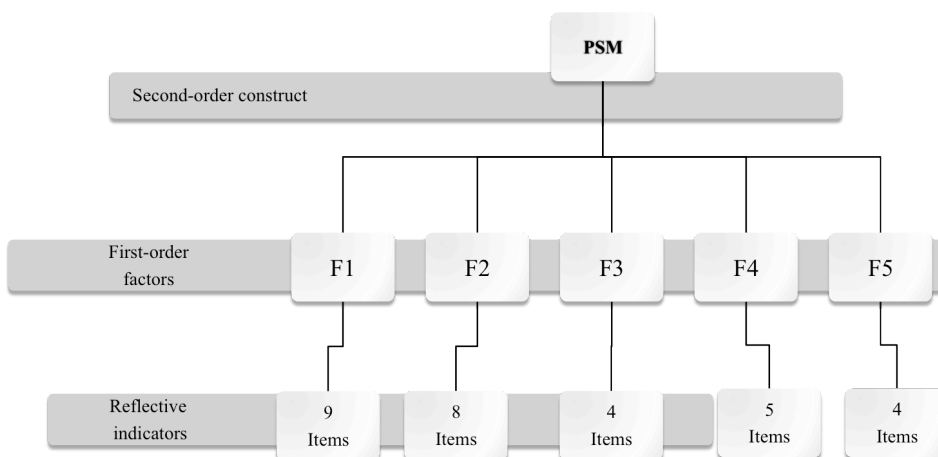 PSM
Second-order construct
First-order
factors
F1
F2
F3
F4
F5
Reflective
indicators
9
Items
8
Items
4
Items
5
Items
4
Items